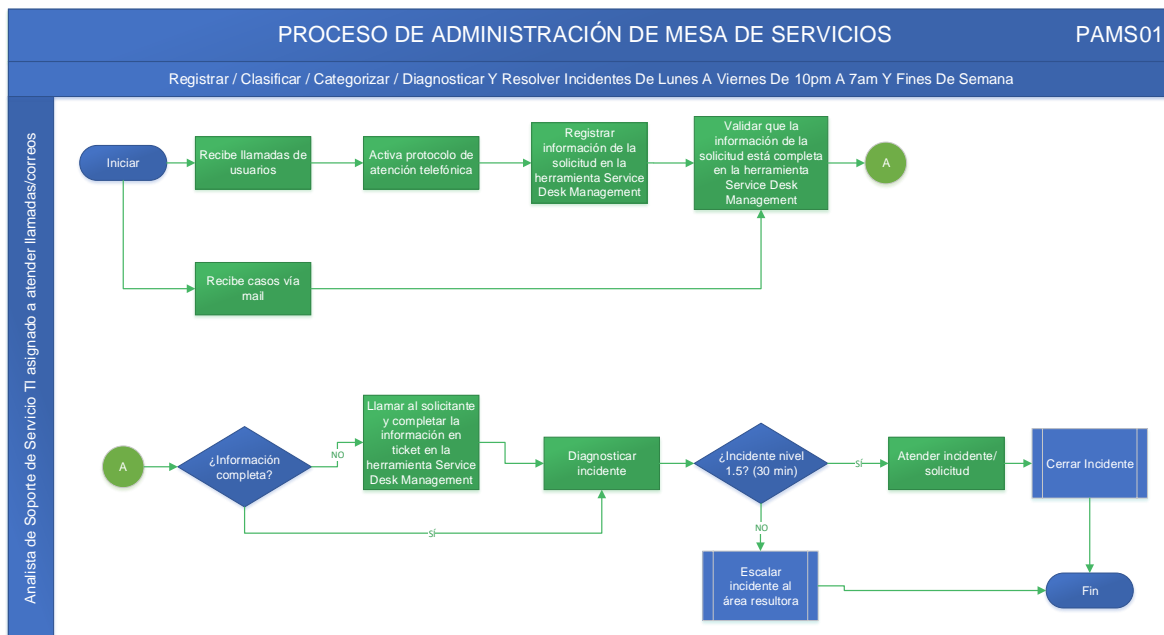 PROCESO DE ADMINISTRACIÓN DE MESA DE SERVICIOS
PAMS01
Registrar / Clasificar / Categorizar / Diagnosticar Y Resolver Incidentes De Lunes A Viernes De 10pm A 7am Y Fines De Semana
Analista de Soporte de Servicio TI asignado a atender llamadas/correos
Iniciar
Recibe llamadas de
usuarios
Activa protocolo de
atención telefónica
Registrar
información de la
solicitud en la
herramienta Service
Desk Management
Validar que la
información de la
solicitud está completa
en la herramienta
Service Desk
Management
A
Recibe casos vía
mail
A
¿Información
completa?
NO
SÍ
Llamar al solicitante
y completar la
información en
ticket en la
herramienta Service
Desk Management
Diagnosticar
incidente
¿Incidente nivel
1.5? (30 min)
SÍ
NO
Atender incidente/
solicitud
Cerrar Incidente
Escalar
incidente al
área resultora
Fin